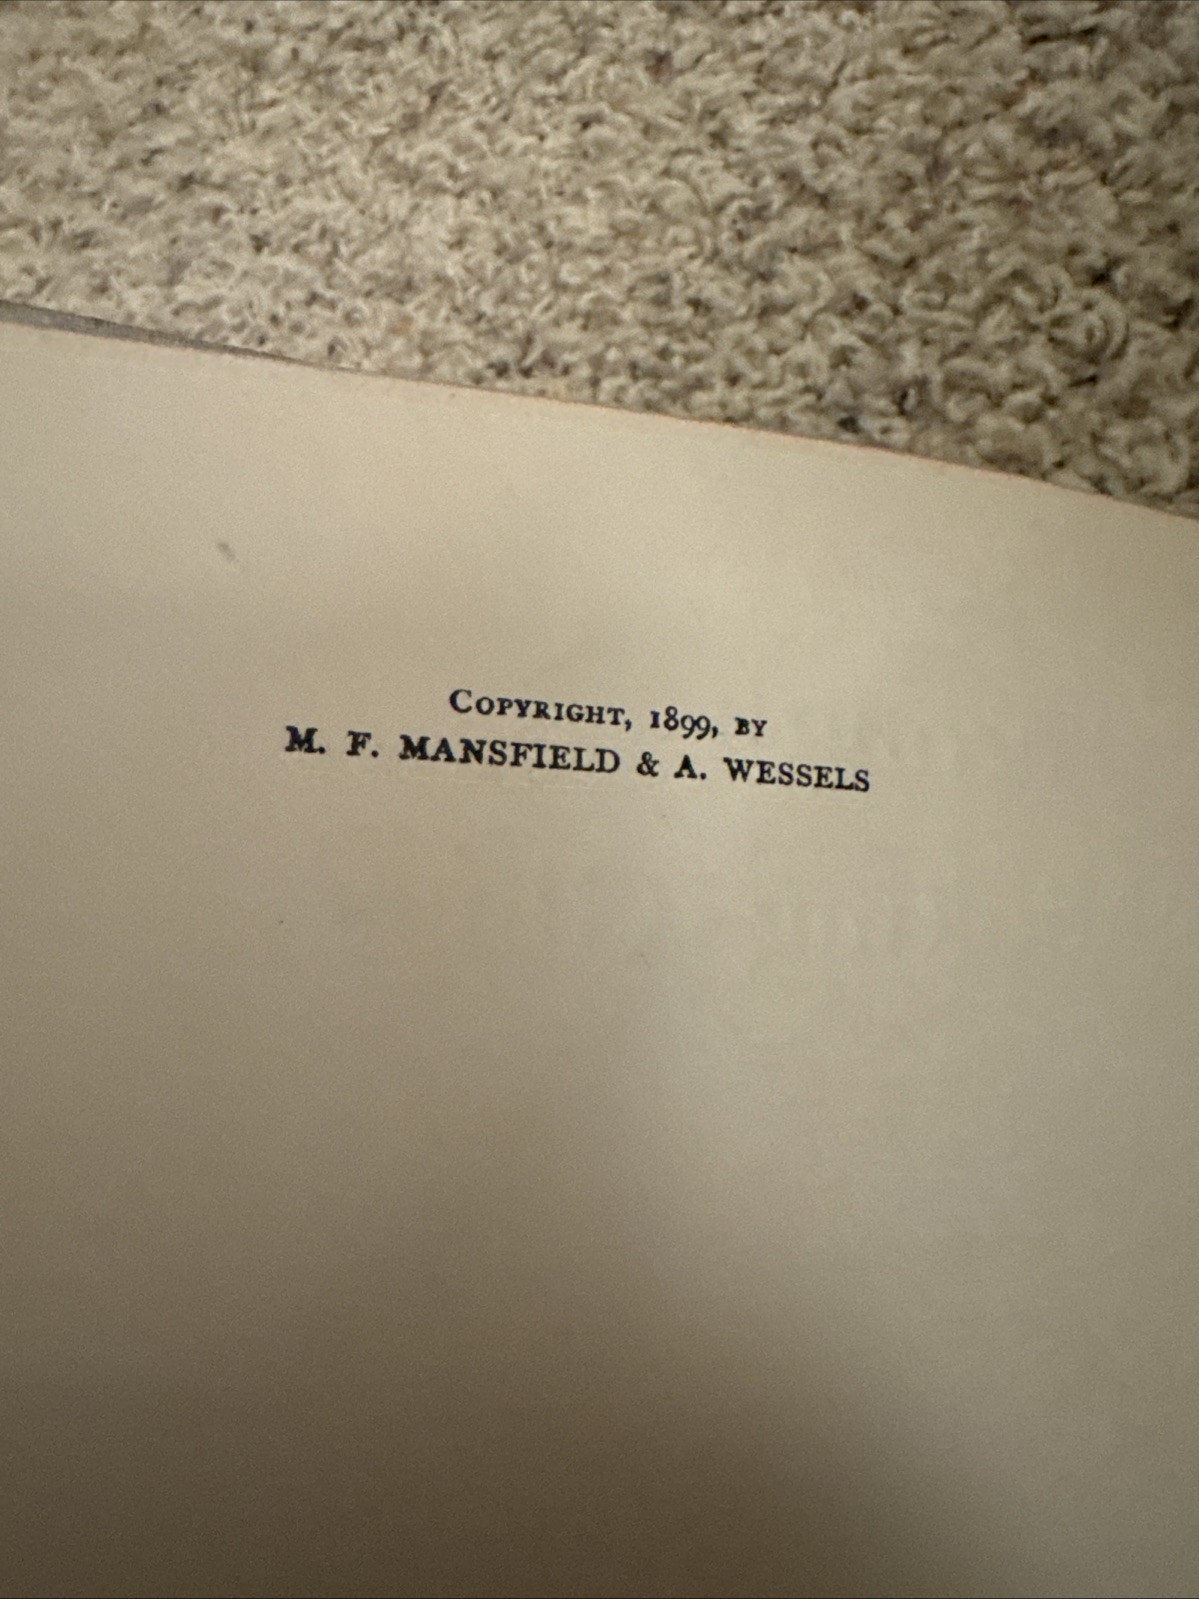 COPYRIGHT, 1899, BY
M. F. MANSFIELD & A. WESSELS